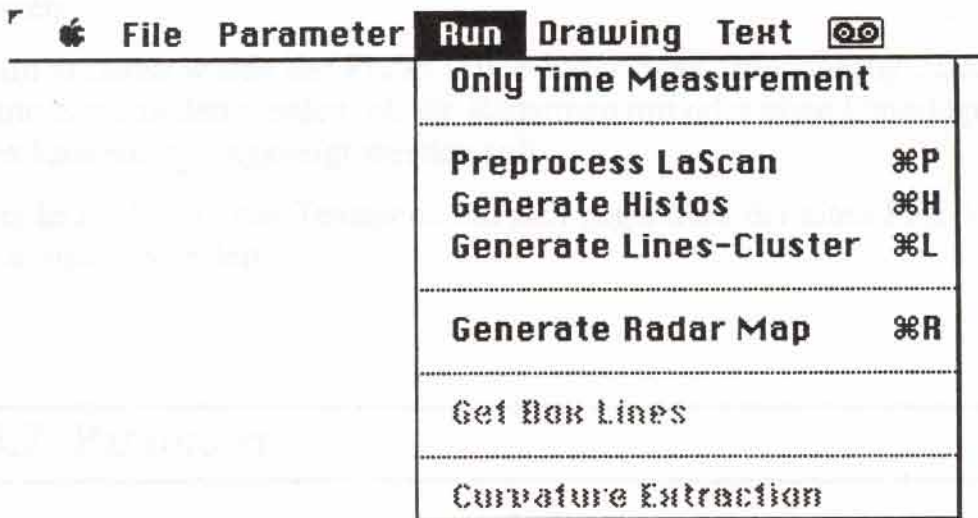 File Parameter Run Drawing Text
Only Time Measurement
Preprocess LaScan ⌘P
Generate Histos ⌘H
Generate Lines-Cluster ⌘L
Generate Radar Map ⌘R
Get Box Lines
Curvature Extraction